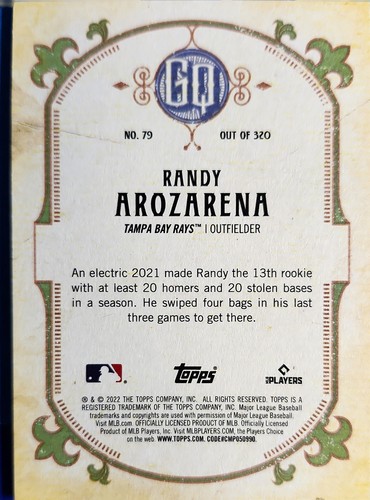 GQ
NO. 79 OUT OF 320
RANDY
AROZARENA
TAMPA BAY RAYS™ | OUTFIELDER
An electric 2021 made Randy the 13th rookie
with at least 20 homers and 20 stolen bases
in a season. He swiped four bags in his last
three games to get there.
Topps PLAYERS
® & © 2022 THE TOPPS COMPANY, INC. ALL RIGHTS RESERVED. TOPPS IS A
REGISTERED TRADEMARK OF THE TOPPS COMPANY, INC. Major League Baseball
trademarks and copyrights are used with permission of Major League Baseball.
Visit MLB.com OFFICIALLY LICENSED PRODUCT OF MLB. Officially Licensed
Product of MLB Players, Inc. Visit MLBPLAYERS.COM, the Players Choice
on the web. WWW.TOPPS.COM. CODE#CMP050990.